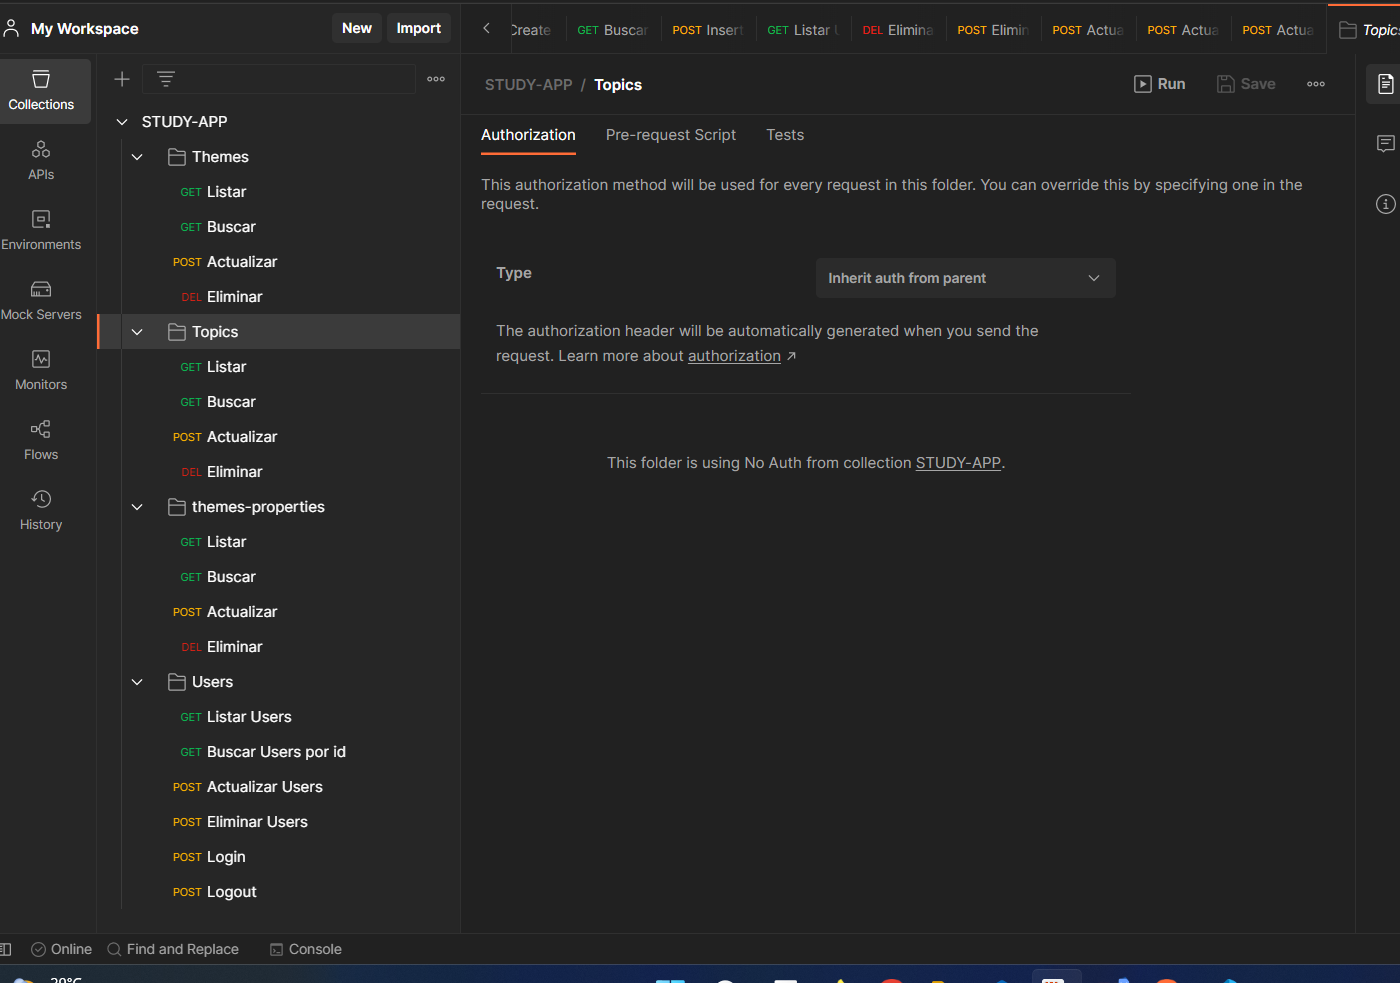 My Workspace
New
Import
Create
GET Buscar
POST Insert
GET Listar U
DEL Elimina
POST Elimin
POST Actua
POST Actua
POST Actua
Topics
Collections
APIs
Environments
Mock Servers
Monitors
Flows
History
STUDY-APP
Themes
GET Listar
GET Buscar
POST Actualizar
DEL Eliminar
Topics
GET Listar
GET Buscar
POST Actualizar
DEL Eliminar
themes-properties
GET Listar
GET Buscar
POST Actualizar
DEL Eliminar
Users
GET Listar Users
GET Buscar Users por id
POST Actualizar Users
POST Eliminar Users
POST Login
POST Logout
STUDY-APP / Topics
Run
Save
Authorization
Pre-request Script
Tests
This authorization method will be used for every request in this folder. You can override this by specifying one in the
request.
Type
Inherit auth from parent
The authorization header will be automatically generated when you send the
request. Learn more about authorization ↗
This folder is using No Auth from collection STUDY-APP.
Online
Find and Replace
Console